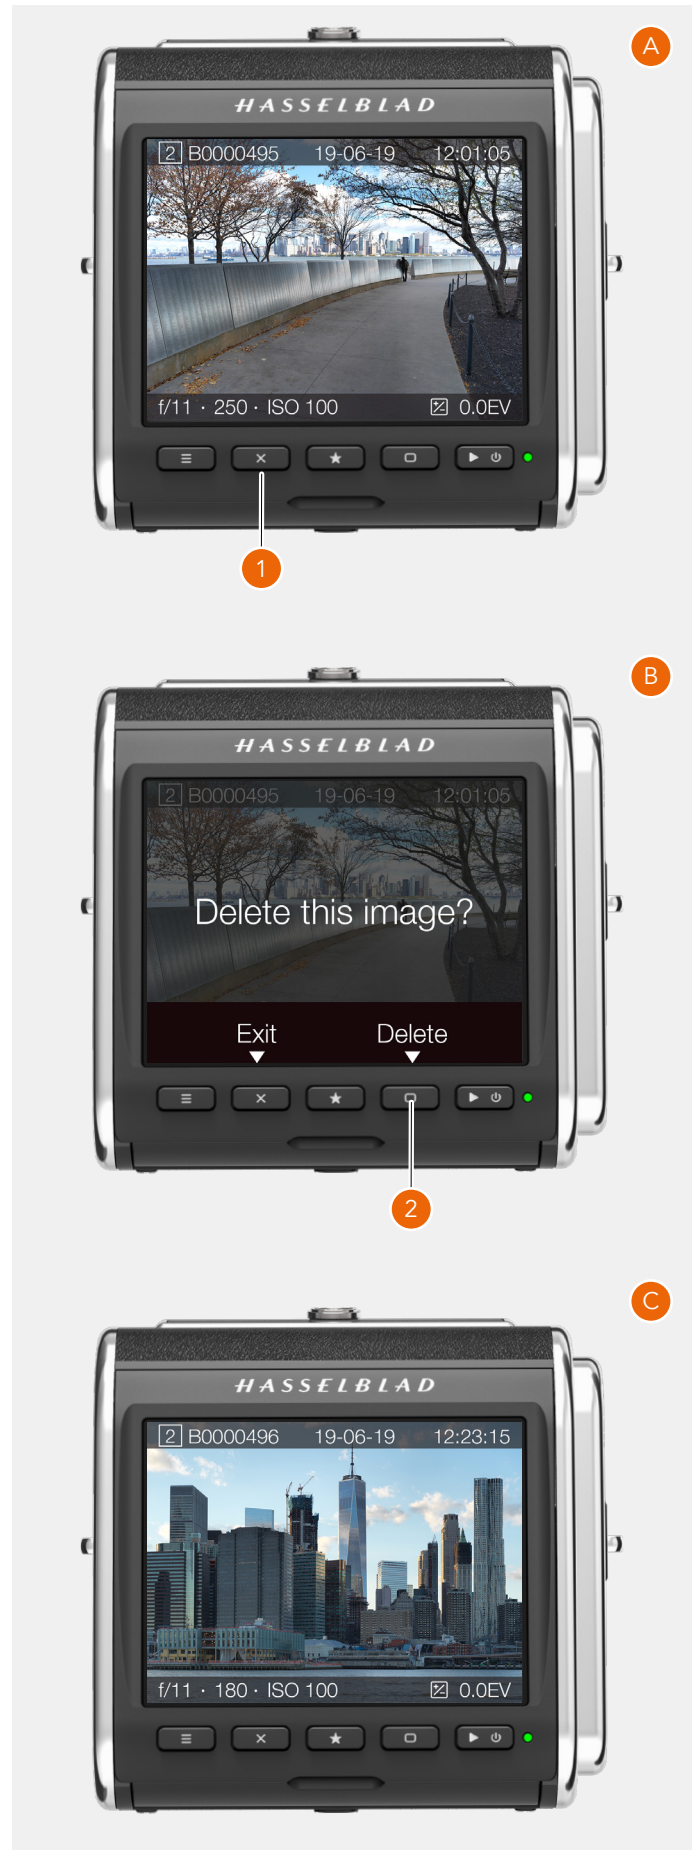 A
HASSELBLAD
2 B0000495 19-06-19 12:01:05
f/11 · 250 · ISO 100 0.0EV
1
B
HASSELBLAD
2 B0000495 19-06-19 12:01:05
Delete this image?
Exit Delete
2
C
HASSELBLAD
2 B0000496 19-06-19 12:23:15
f/11 · 180 · ISO 100 0.0EV